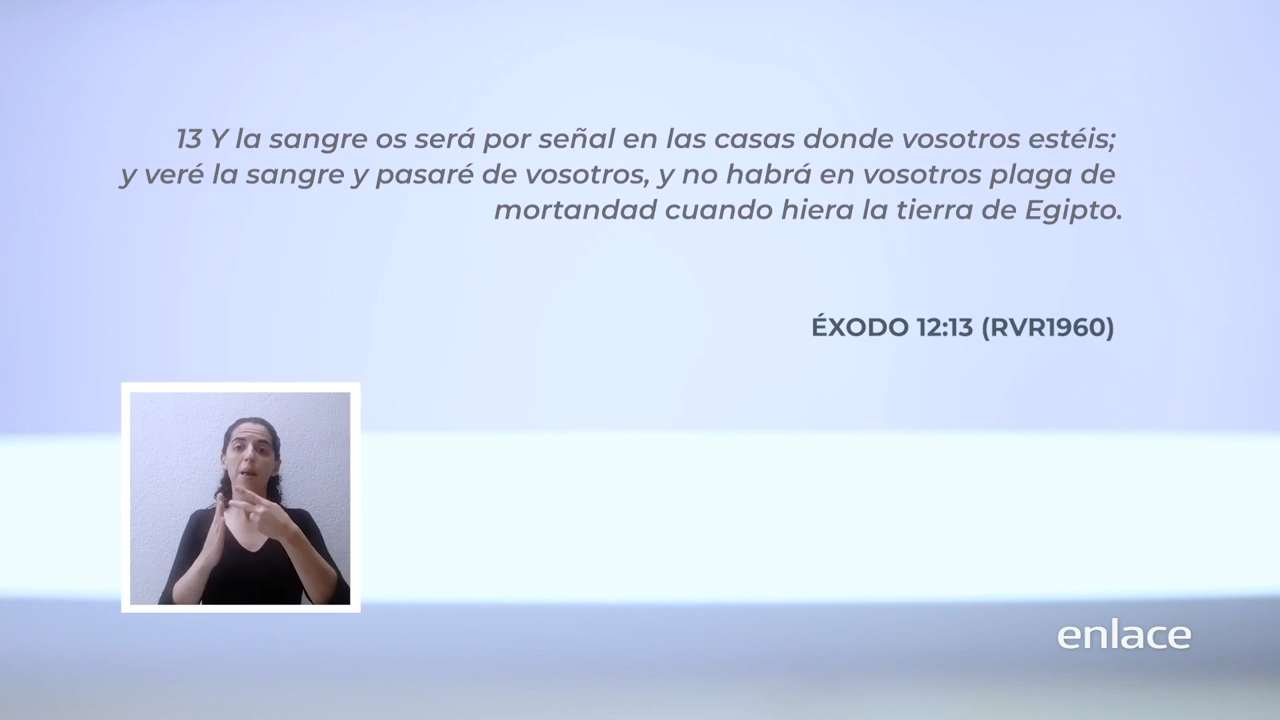 13 Y la sangre os será por señal en las casas donde vosotros estéis;
y veré la sangre y pasaré de vosotros, y no habrá en vosotros plaga de
mortandad cuando hiera la tierra de Egipto.
ÉXODO 12:13 (RVR1960)
enlace